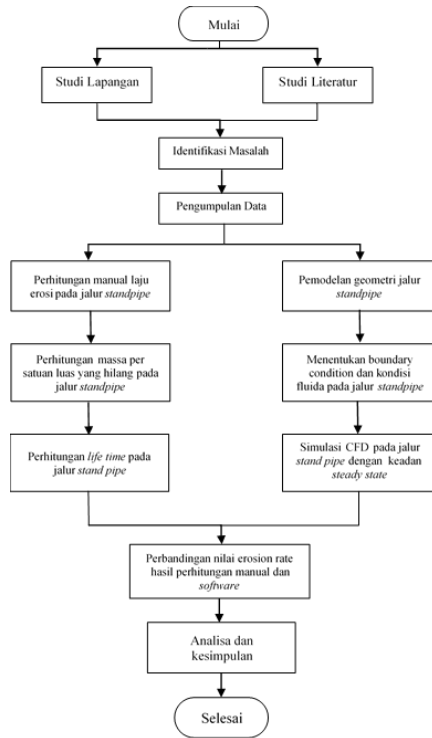 Mulai
Studi Lapangan
Studi Literatur
Identifikasi Masalah
Pengumpulan Data
Perhitungan manual laju
erosi pada jalur standpipe
Pemodelan geometri jalur
standpipe
Perhitungan massa per
satuan luas yang hilang pada
jalur standpipe
Menentukan boundary
condition dan kondisi
fluida pada jalur standpipe
Perhitungan life time pada
jalur stand pipe
Simulasi CFD pada jalur
stand pipe dengan keadan
steady state
Perbandingan nilai erosion rate
hasil perhitungan manual dan
software
Analisa dan
kesimpulan
Selesai